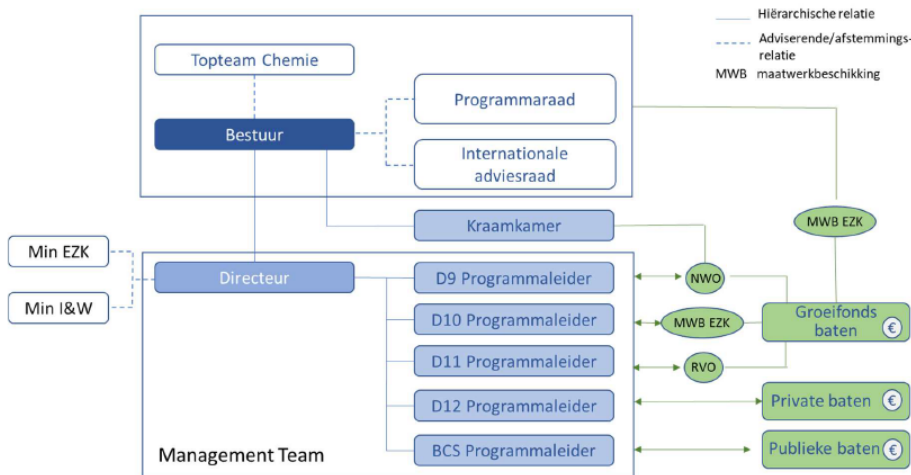 Hiërarchische relatie
Adviserende/afstemmings-
relatie
MWB maatwerkbeschikking
Topteam Chemie
Programmaraad
Bestuur
Internationale
adviesraad
Kraamkamer
MWB EZK
Min EZK
Directeur
D9 Programmaleider
NWO
Min I&W
D10 Programmaleider
MWB EZK
Groeifonds
baten €
D11 Programmaleider
RVO
D12 Programmaleider
Private baten €
Management Team
BCS Programmaleider
Publieke baten €